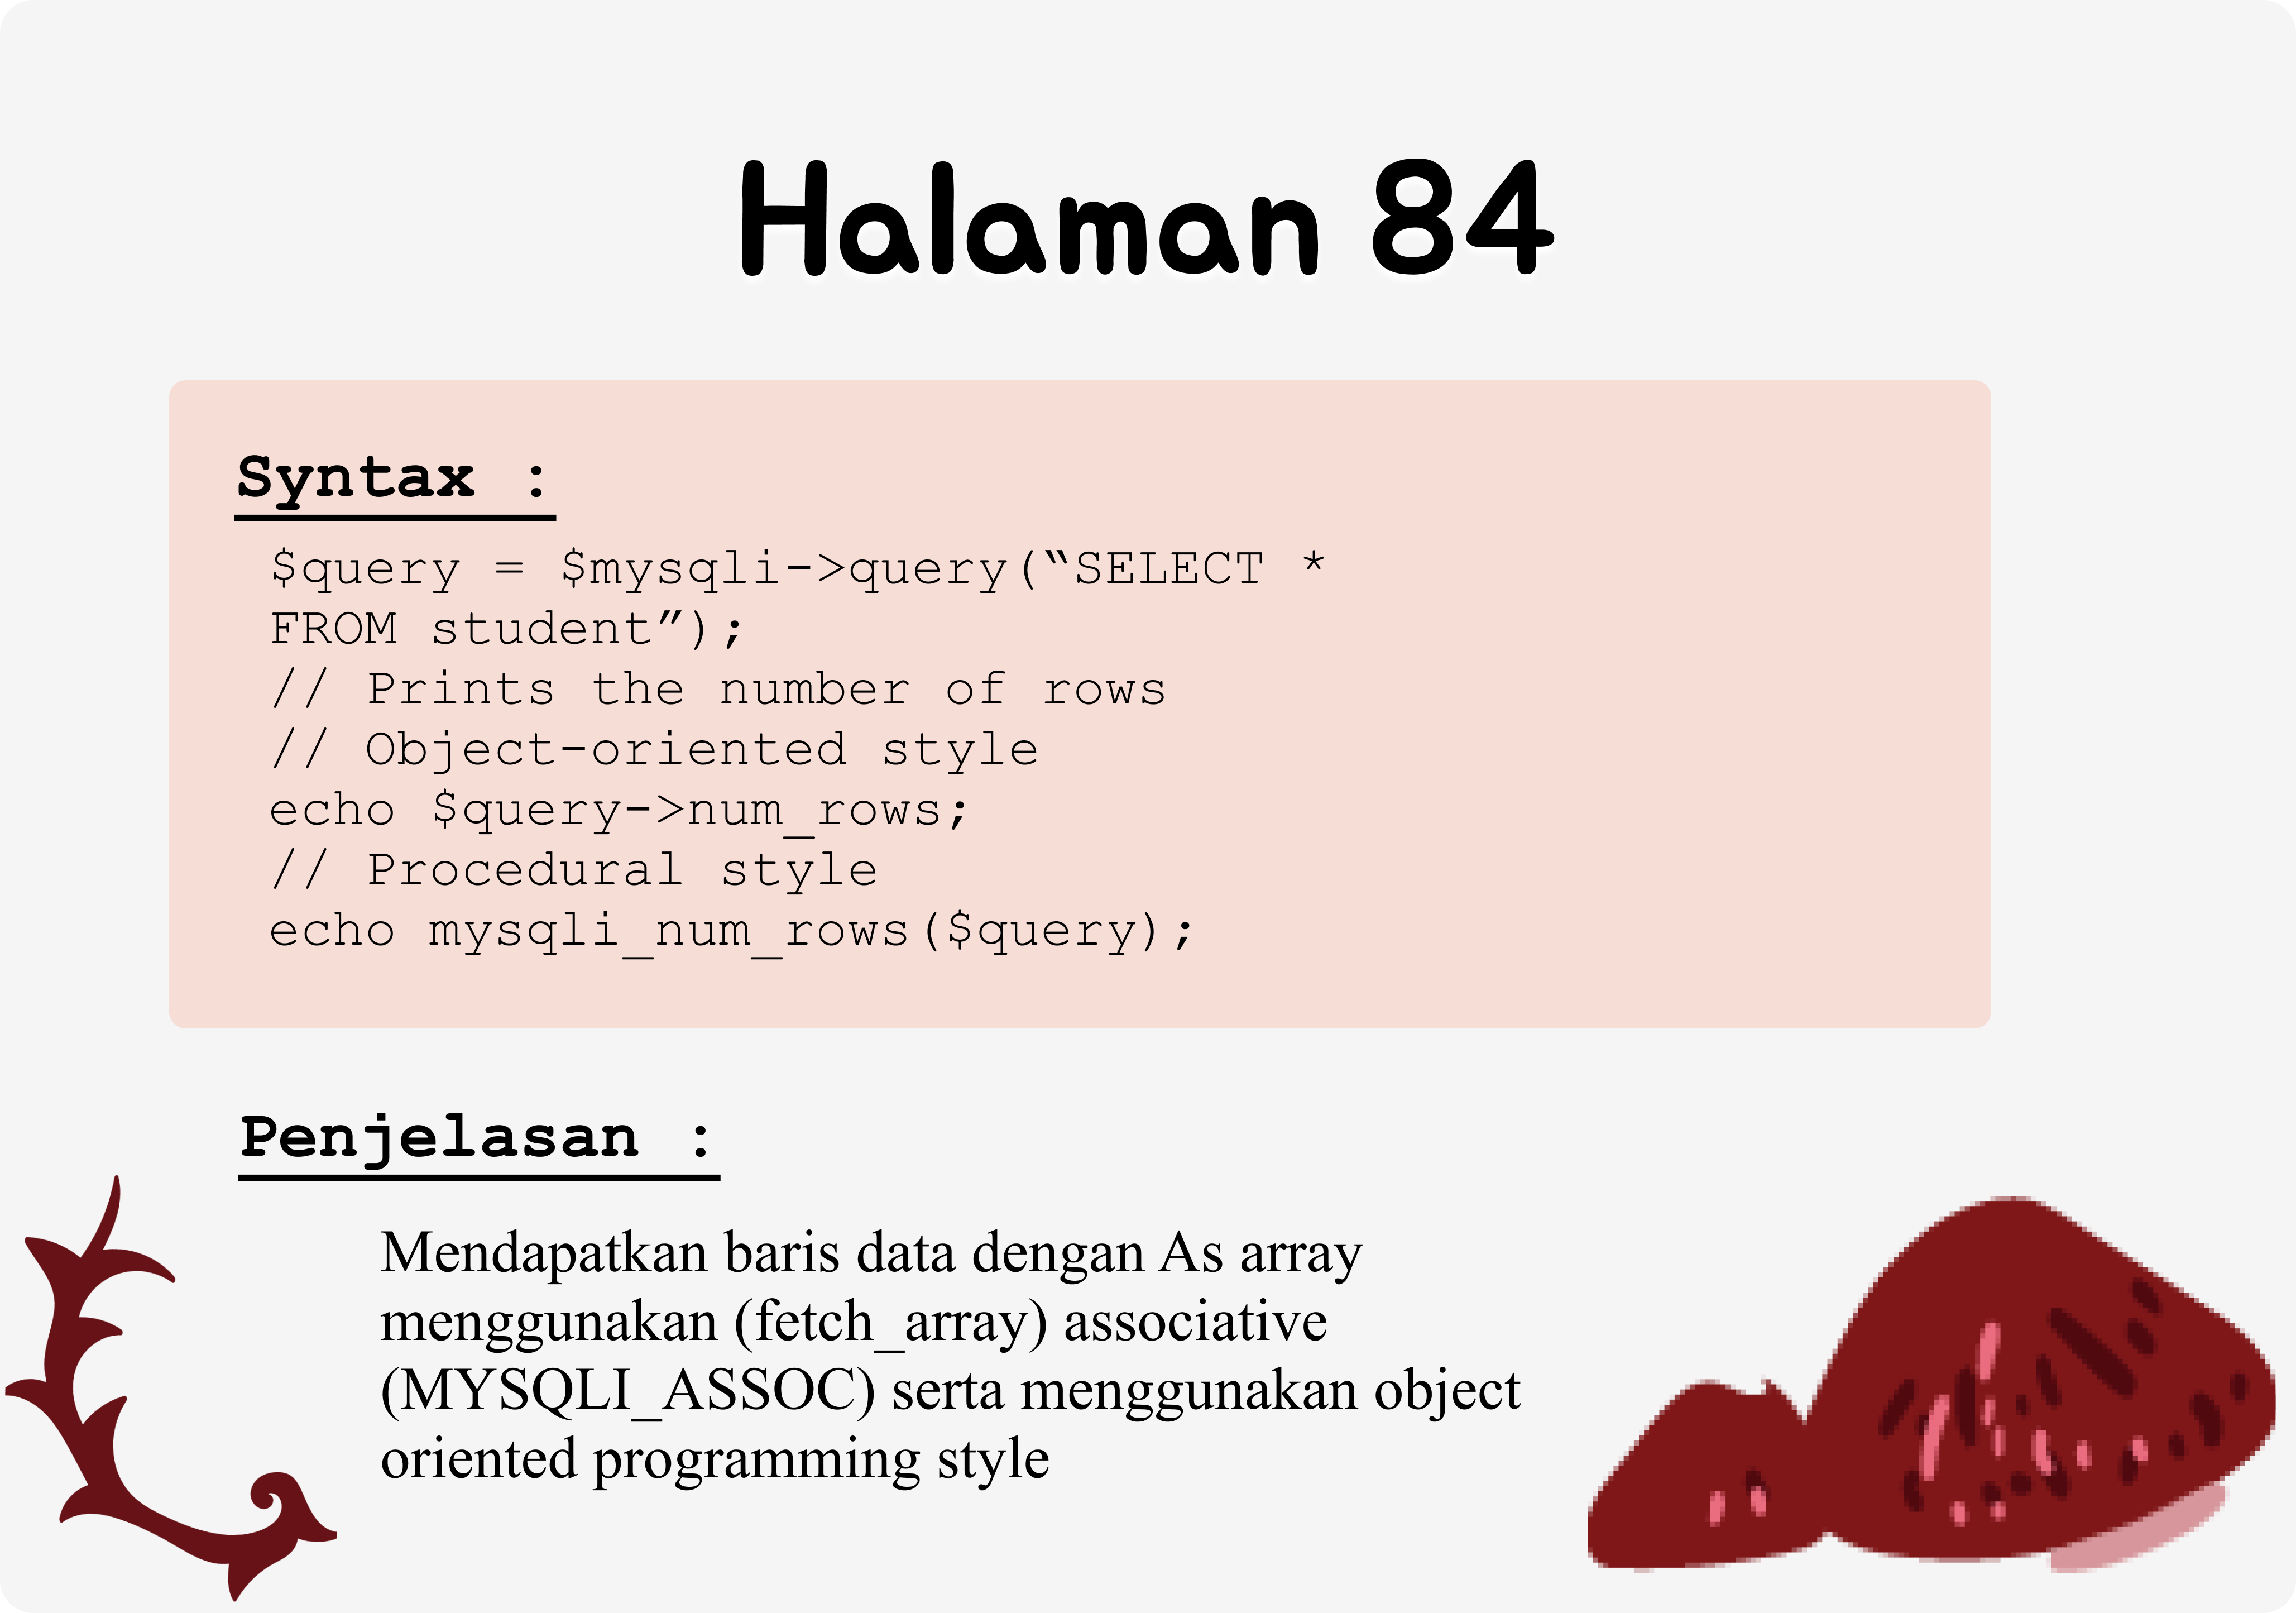 Halaman 84
Syntax :
$query = $mysqli->query(“SELECT *
FROM student”);
// Prints the number of rows
// Object-oriented style
echo $query->num_rows;
// Procedural style
echo mysqli_num_rows($query);
Penjelasan :
Mendapatkan baris data dengan As array
menggunakan (fetch_array) associative
(MYSQLI_ASSOC) serta menggunakan object
oriented programming style